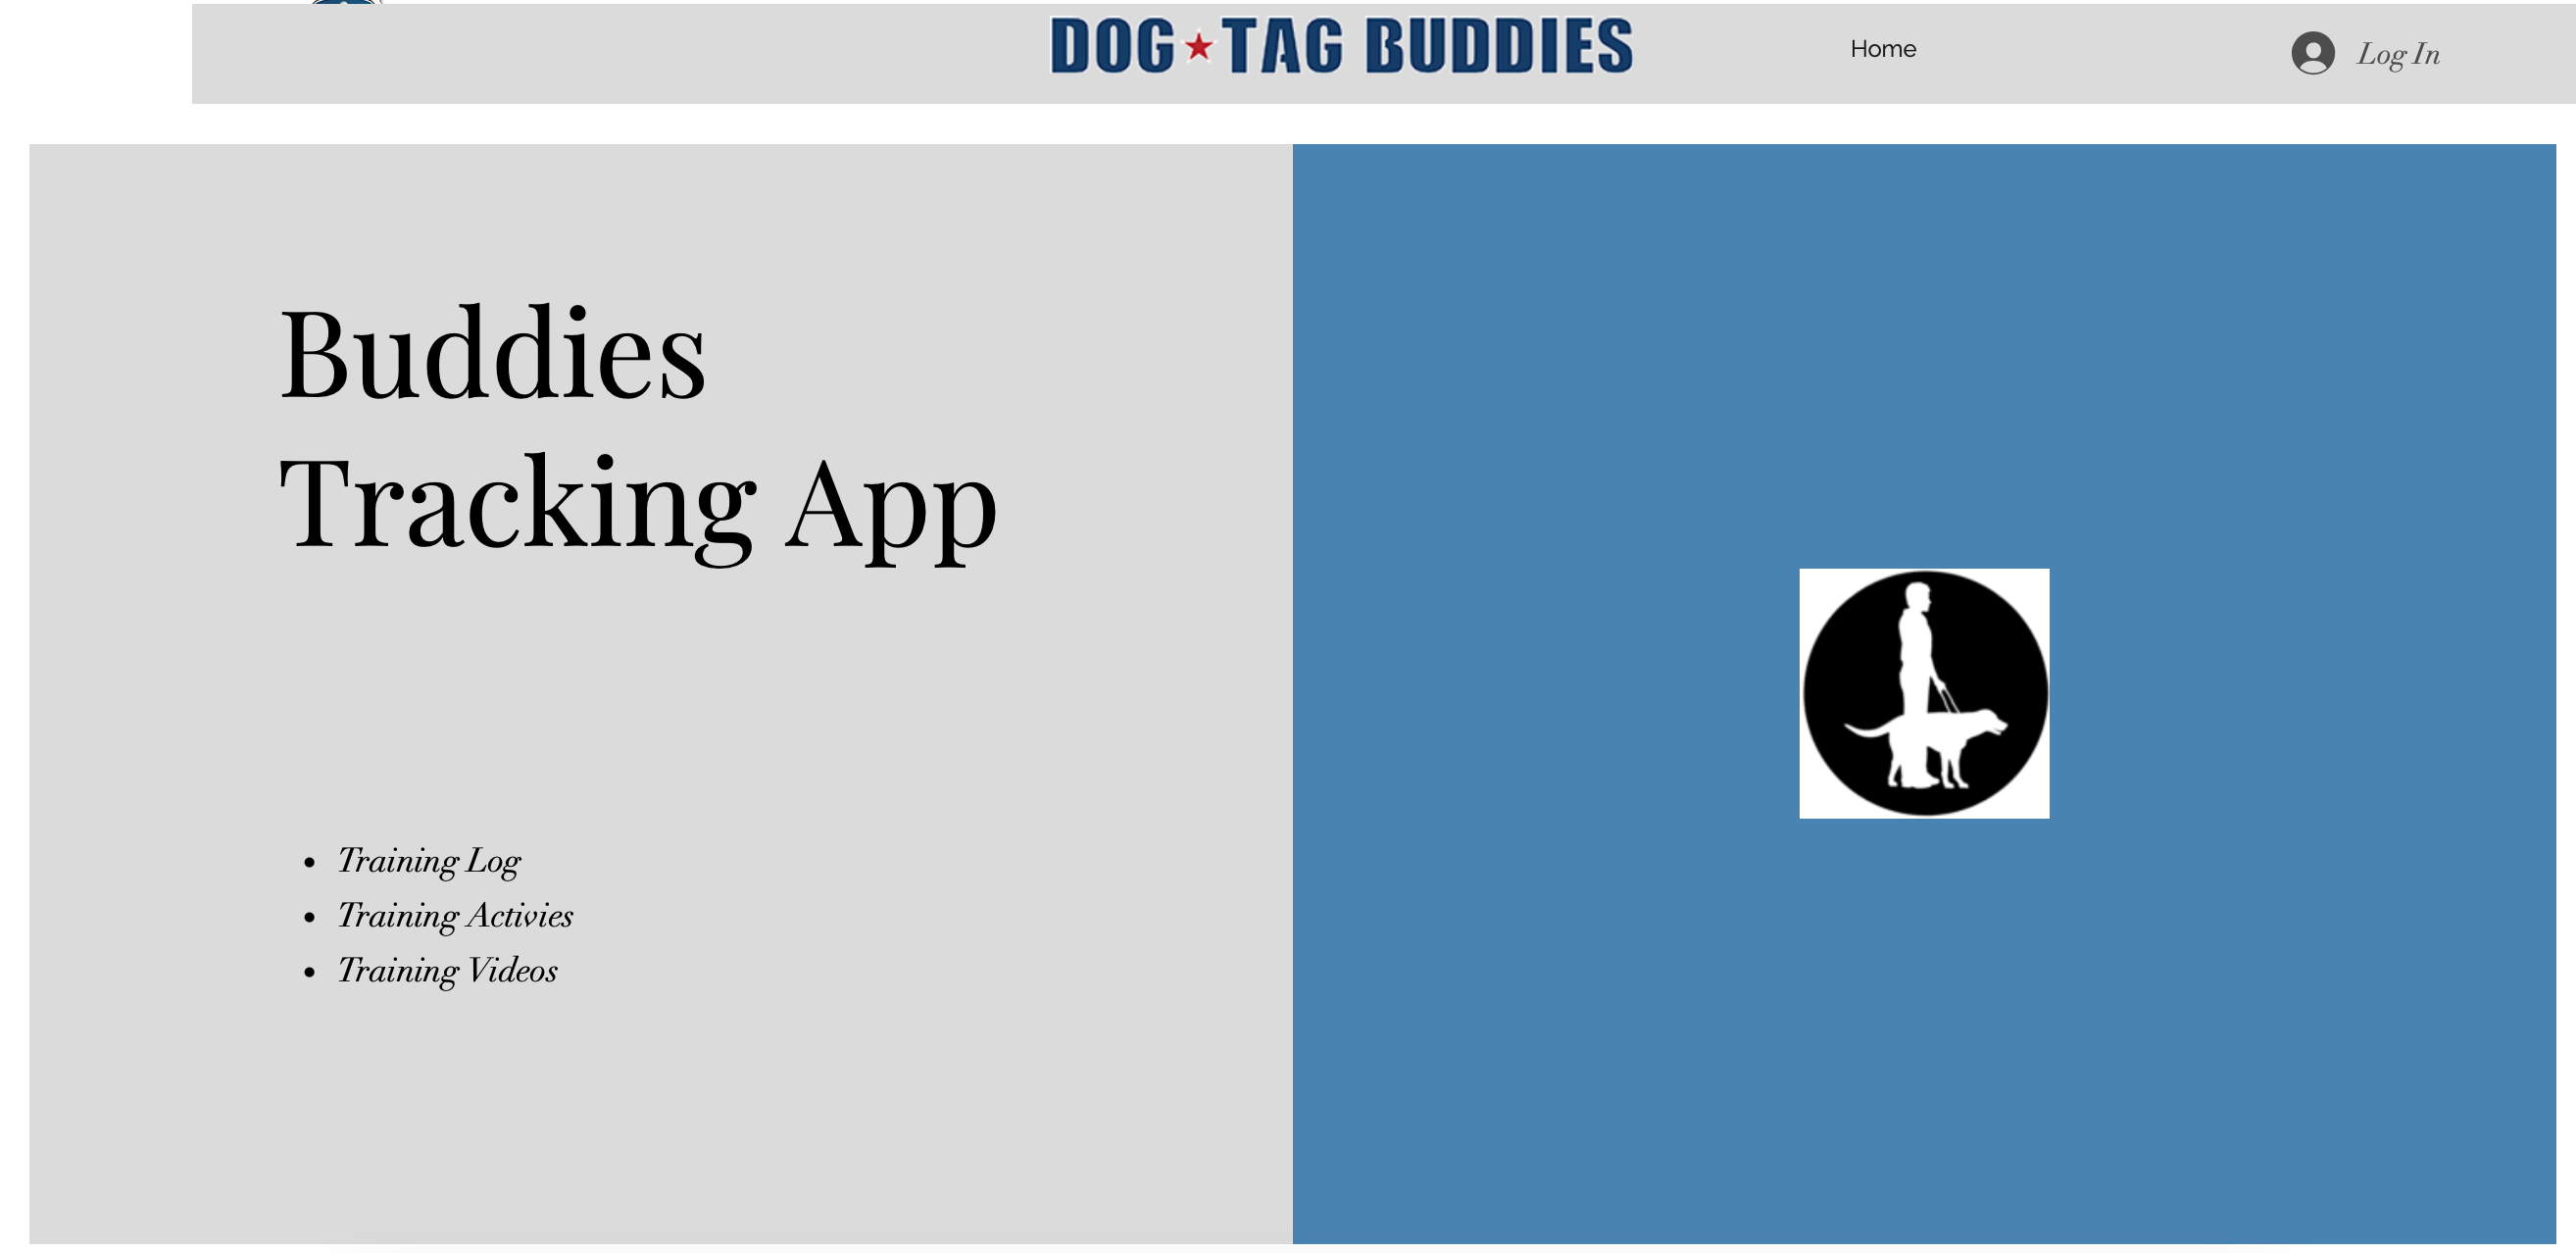 DOG★TAG BUDDIES
Home
Log In
Buddies
Tracking App
• Training Log
• Training Activies
• Training Videos